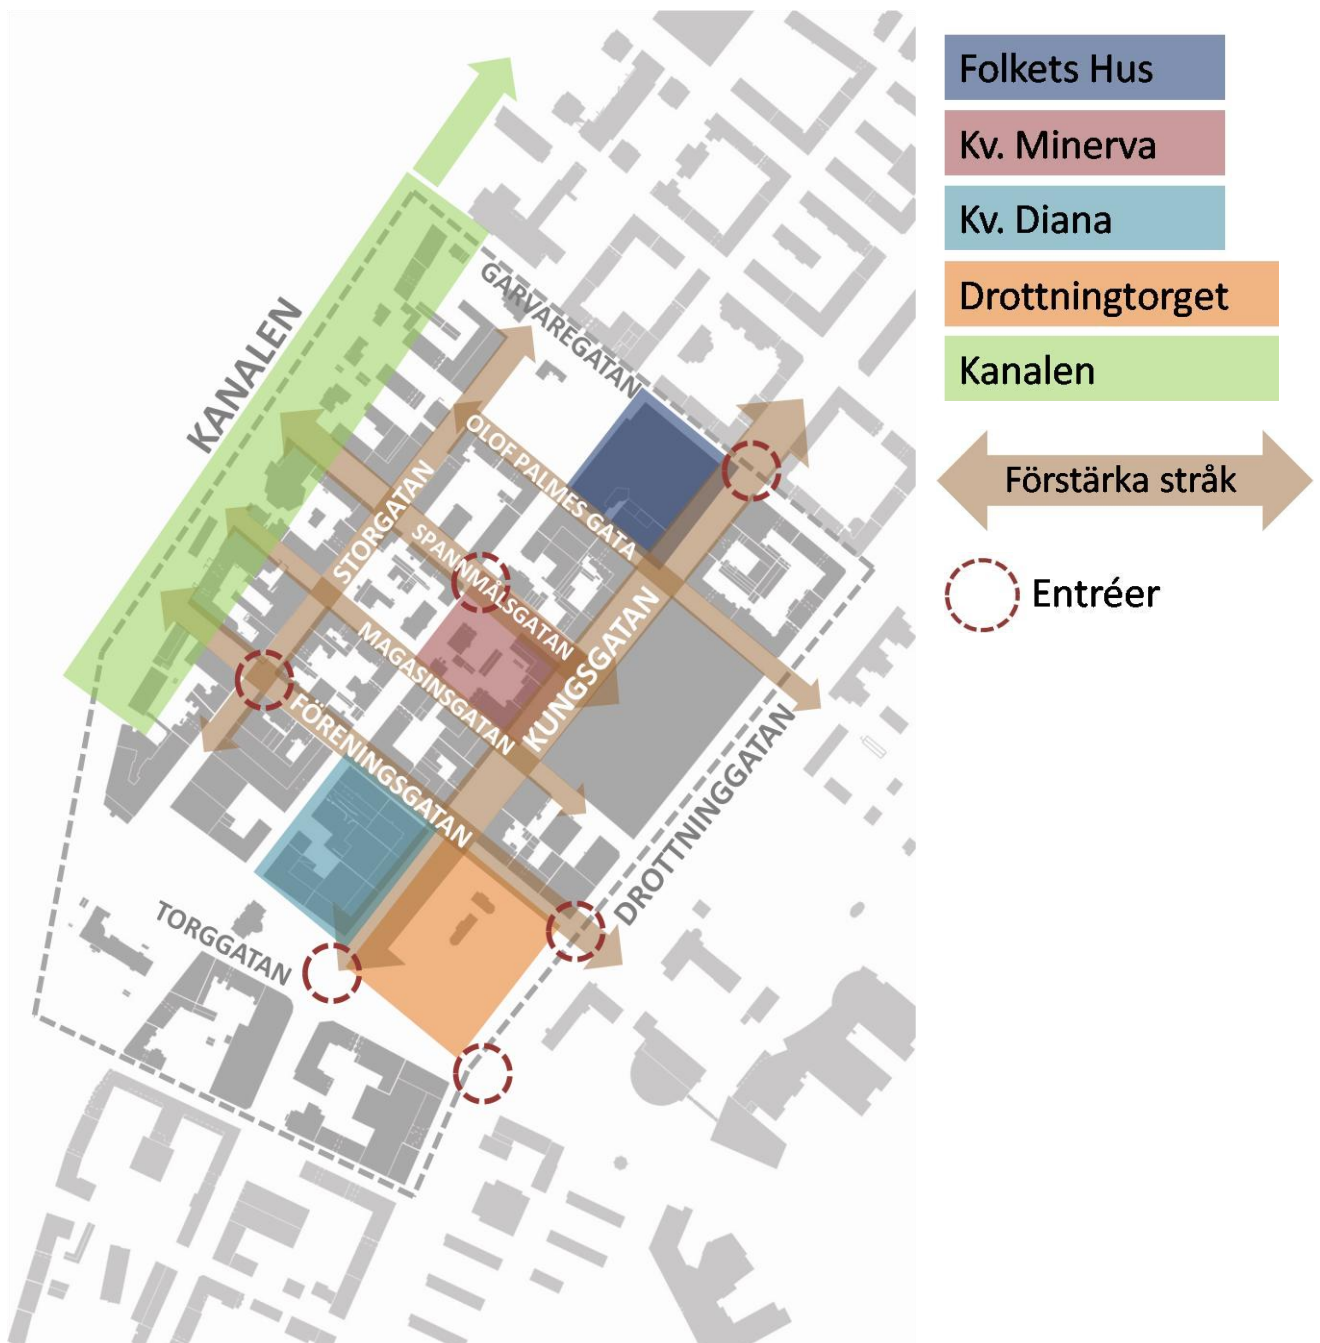 Folkets Hus
Kv. Minerva
Kv. Diana
Drottningtorget
Kanalen
Förstärka stråk
Entréer
KANALEN
GARVAREGATAN
OLOF PALMES GATA
STORGATAN
SPANNMÅLSGATAN
MAGASINSGATAN
KUNGSGATAN
FÖRENINGSGATAN
DROTTNINGGATAN
TORGGATAN